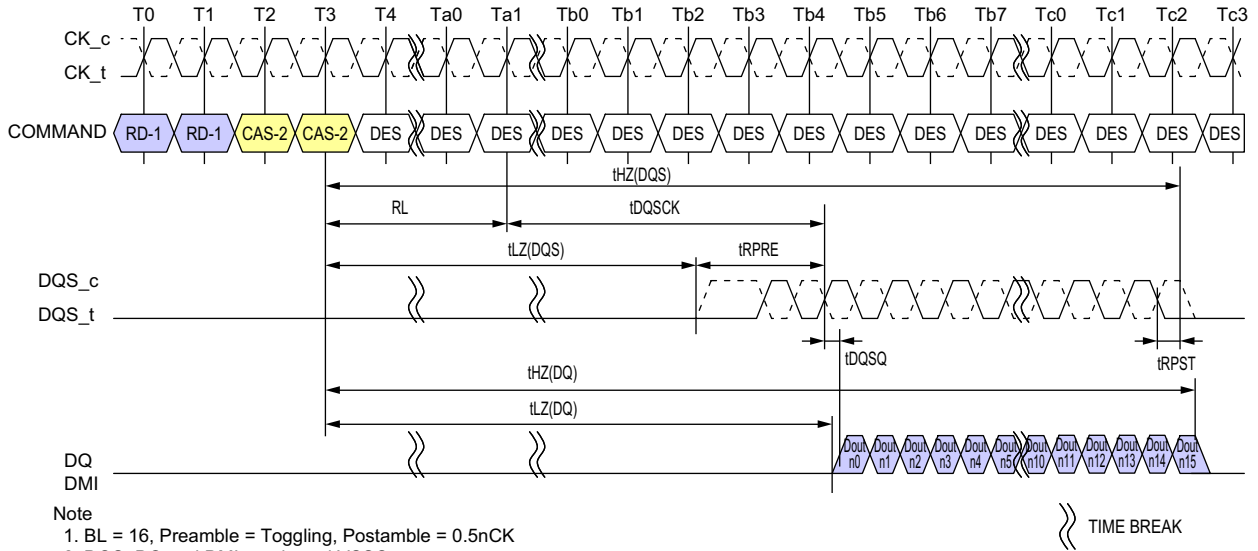 T0 T1 T2 T3 T4 Ta0 Ta1 Tb0 Tb1 Tb2 Tb3 Tb4 Tb5 Tb6 Tb7 Tc0 Tc1 Tc2 Tc3
CK_c
CK_t
COMMAND RD-1 RD-1 CAS-2 CAS-2 DES DES DES DES DES DES DES DES DES DES DES DES DES DES DES
tHZ(DQS)
RL tDQSCK
tLZ(DQS) tRPRE
DQS_c
DQS_t
tDQSQ tRPST
tHZ(DQ)
tLZ(DQ)
DQ
DMI
Dout Dout Dout Dout Dout Dout Dout Dout Dout Dout Dout Dout
n0 n1 n2 n3 n4 n5 n10 n11 n12 n13 n14 n15
Note
1. BL = 16, Preamble = Toggling, Postamble = 0.5nCK
TIME BREAK